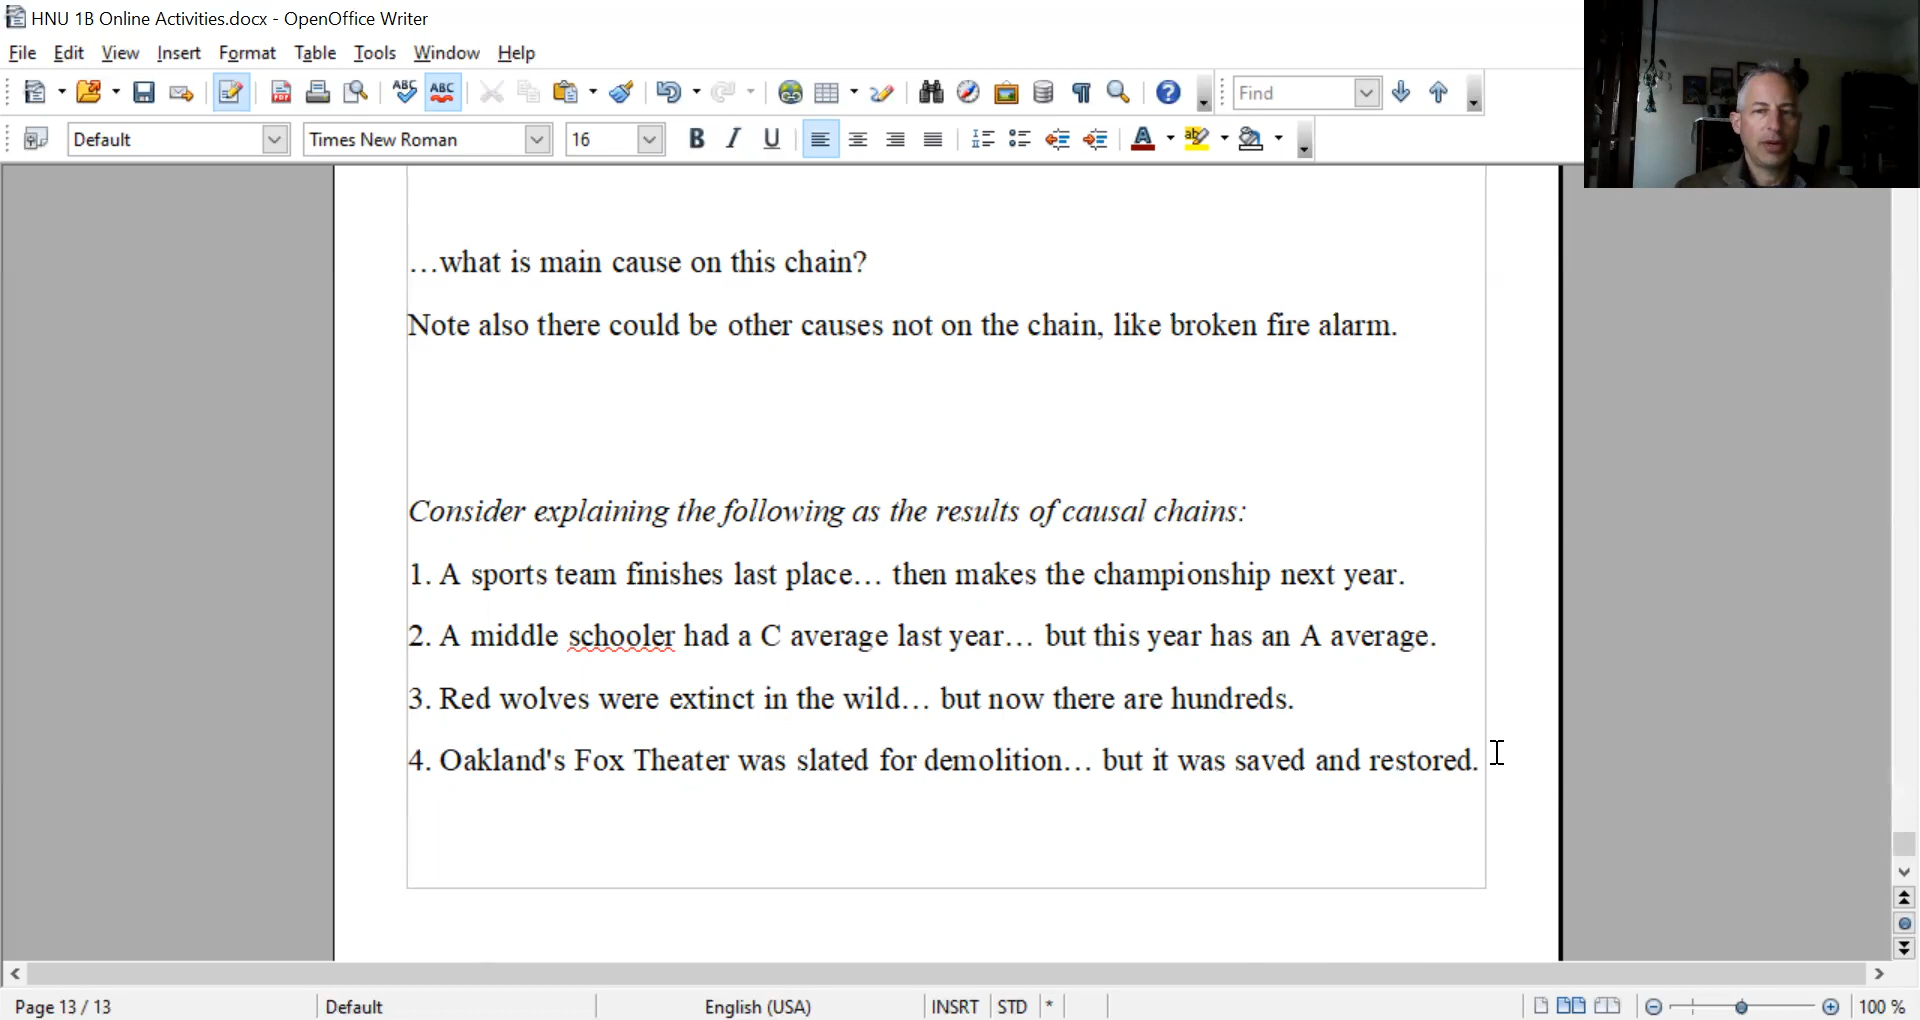 HNU 1B Online Activities.docx - OpenOffice Writer
File Edit View Insert Format Table Tools Window Help
ABC ABC Find
Default Times New Roman 16 B I U A ab
…what is main cause on this chain?
Note also there could be other causes not on the chain, like broken fire alarm.
Consider explaining the following as the results of causal chains:
1. A sports team finishes last place… then makes the championship next year.
2. A middle schooler had a C average last year… but this year has an A average.
3. Red wolves were extinct in the wild… but now there are hundreds.
4. Oakland's Fox Theater was slated for demolition… but it was saved and restored.
Page 13 / 13 Default English (USA) INSRT STD * 100 %